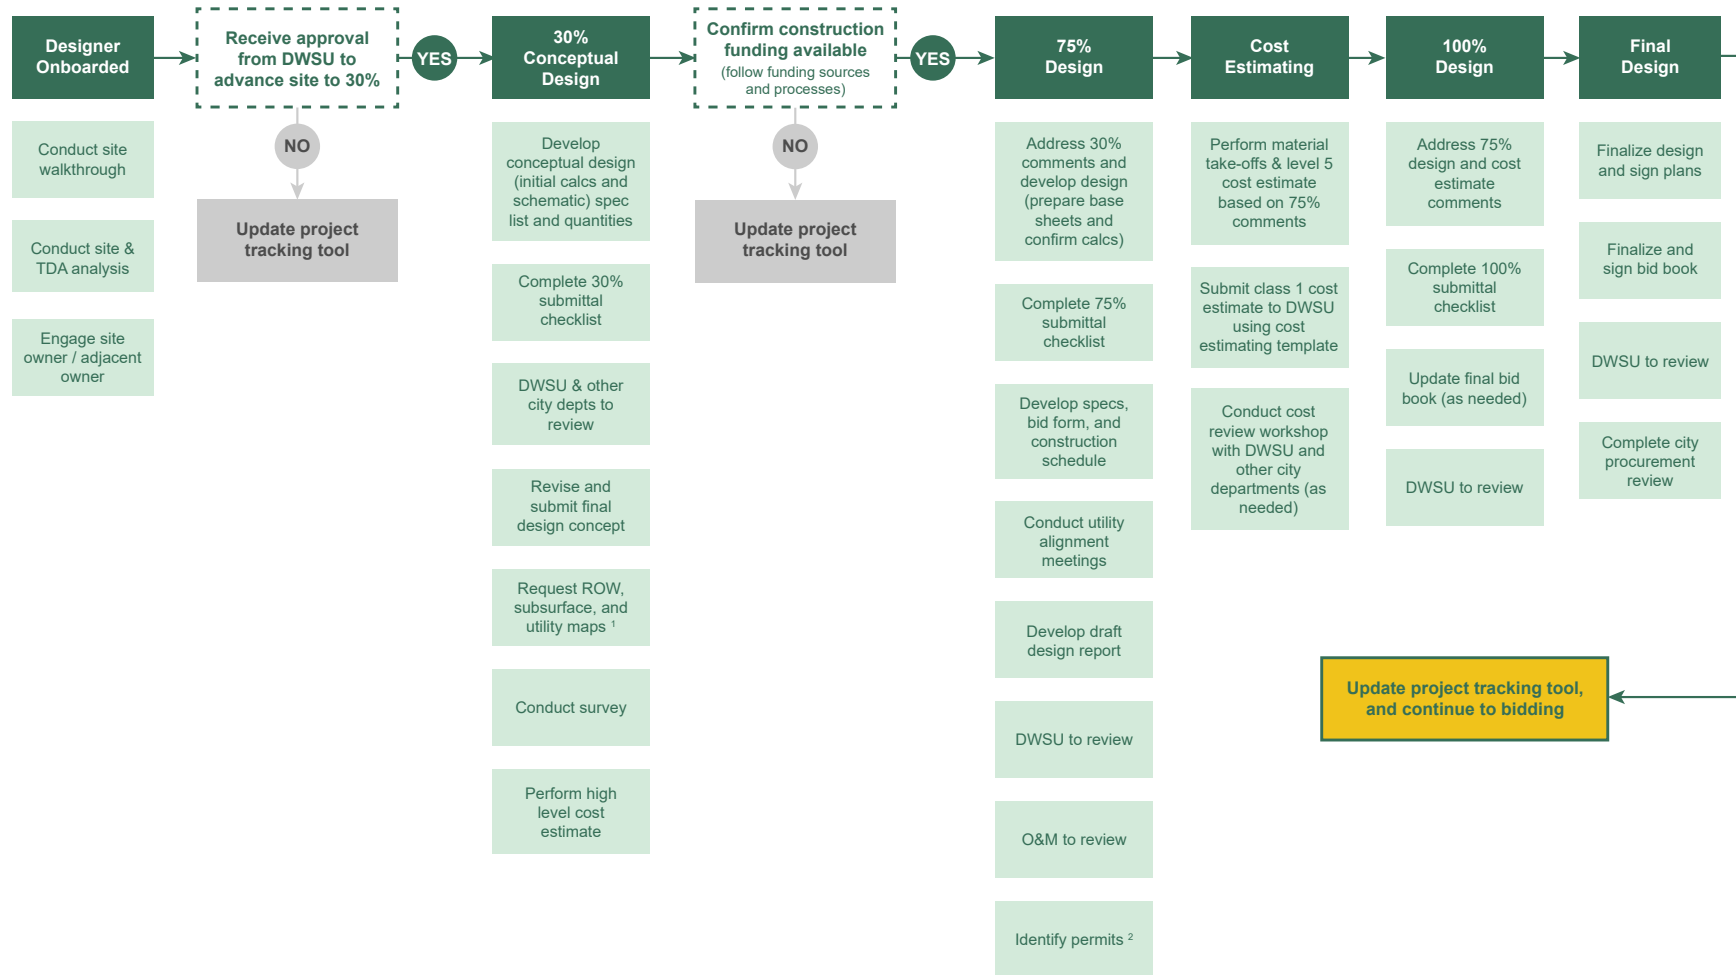 Designer
Onboarded
Conduct site
walkthrough
Conduct site &
TDA analysis
Engage site
owner / adjacent
owner
Receive approval
from DWSU to
advance site to 30%
YES
NO
Update project
tracking tool
30%
Conceptual
Design
Develop
conceptual design
(initial calcs and
schematic) spec
list and quantities
Complete 30%
submittal
checklist
DWSU & other
city depts to
review
Revise and
submit final
design concept
Request ROW,
subsurface, and
utility maps ¹
Conduct survey
Perform high
level cost
estimate
Confirm construction
funding available
(follow funding sources
and processes)
YES
NO
Update project
tracking tool
75%
Design
Address 30%
comments and
develop design
(prepare base
sheets and
confirm calcs)
Complete 75%
submittal
checklist
Develop specs,
bid form, and
construction
schedule
Conduct utility
alignment
meetings
Develop draft
design report
DWSU to review
O&M to review
Identify permits ²
Cost
Estimating
Perform material
take-offs & level 5
cost estimate
based on 75%
comments
Submit class 1 cost
estimate to DWSU
using cost
estimating template
Conduct cost
review workshop
with DWSU and
other city
departments (as
needed)
100%
Design
Address 75%
design and cost
estimate
comments
Complete 100%
submittal
checklist
Update final bid
book (as needed)
DWSU to review
Final
Design
Finalize design
and sign plans
Finalize and
sign bid book
DWSU to review
Complete city
procurement
review
Update project tracking tool,
and continue to bidding